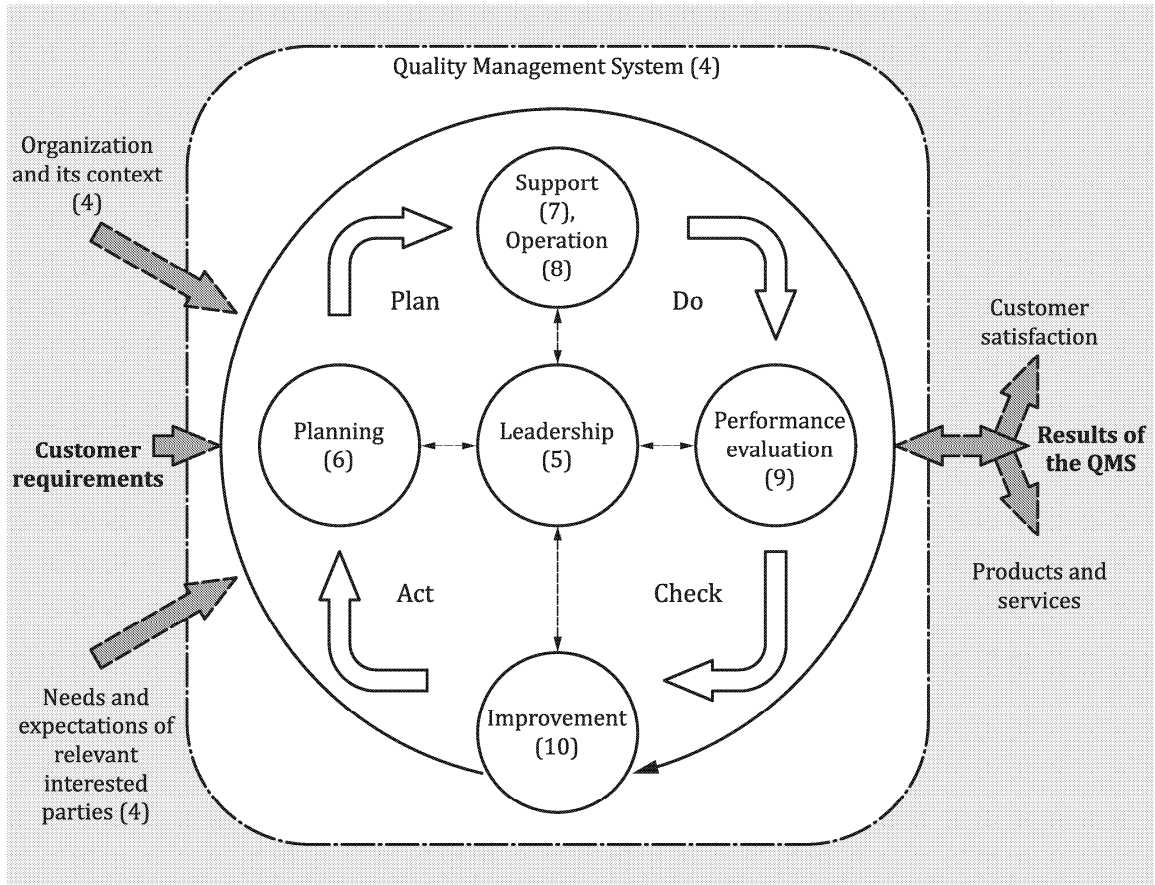 Quality Management System (4)
Organization
and its context
(4)
Support
(7),
Operation
(8)
Plan
Do
Customer
satisfaction
Customer
requirements
Planning
(6)
Leadership
(5)
Performance
evaluation
(9)
Results of
the QMS
Act
Check
Products and
services
Needs and
expectations of
relevant
interested
parties (4)
Improvement
(10)